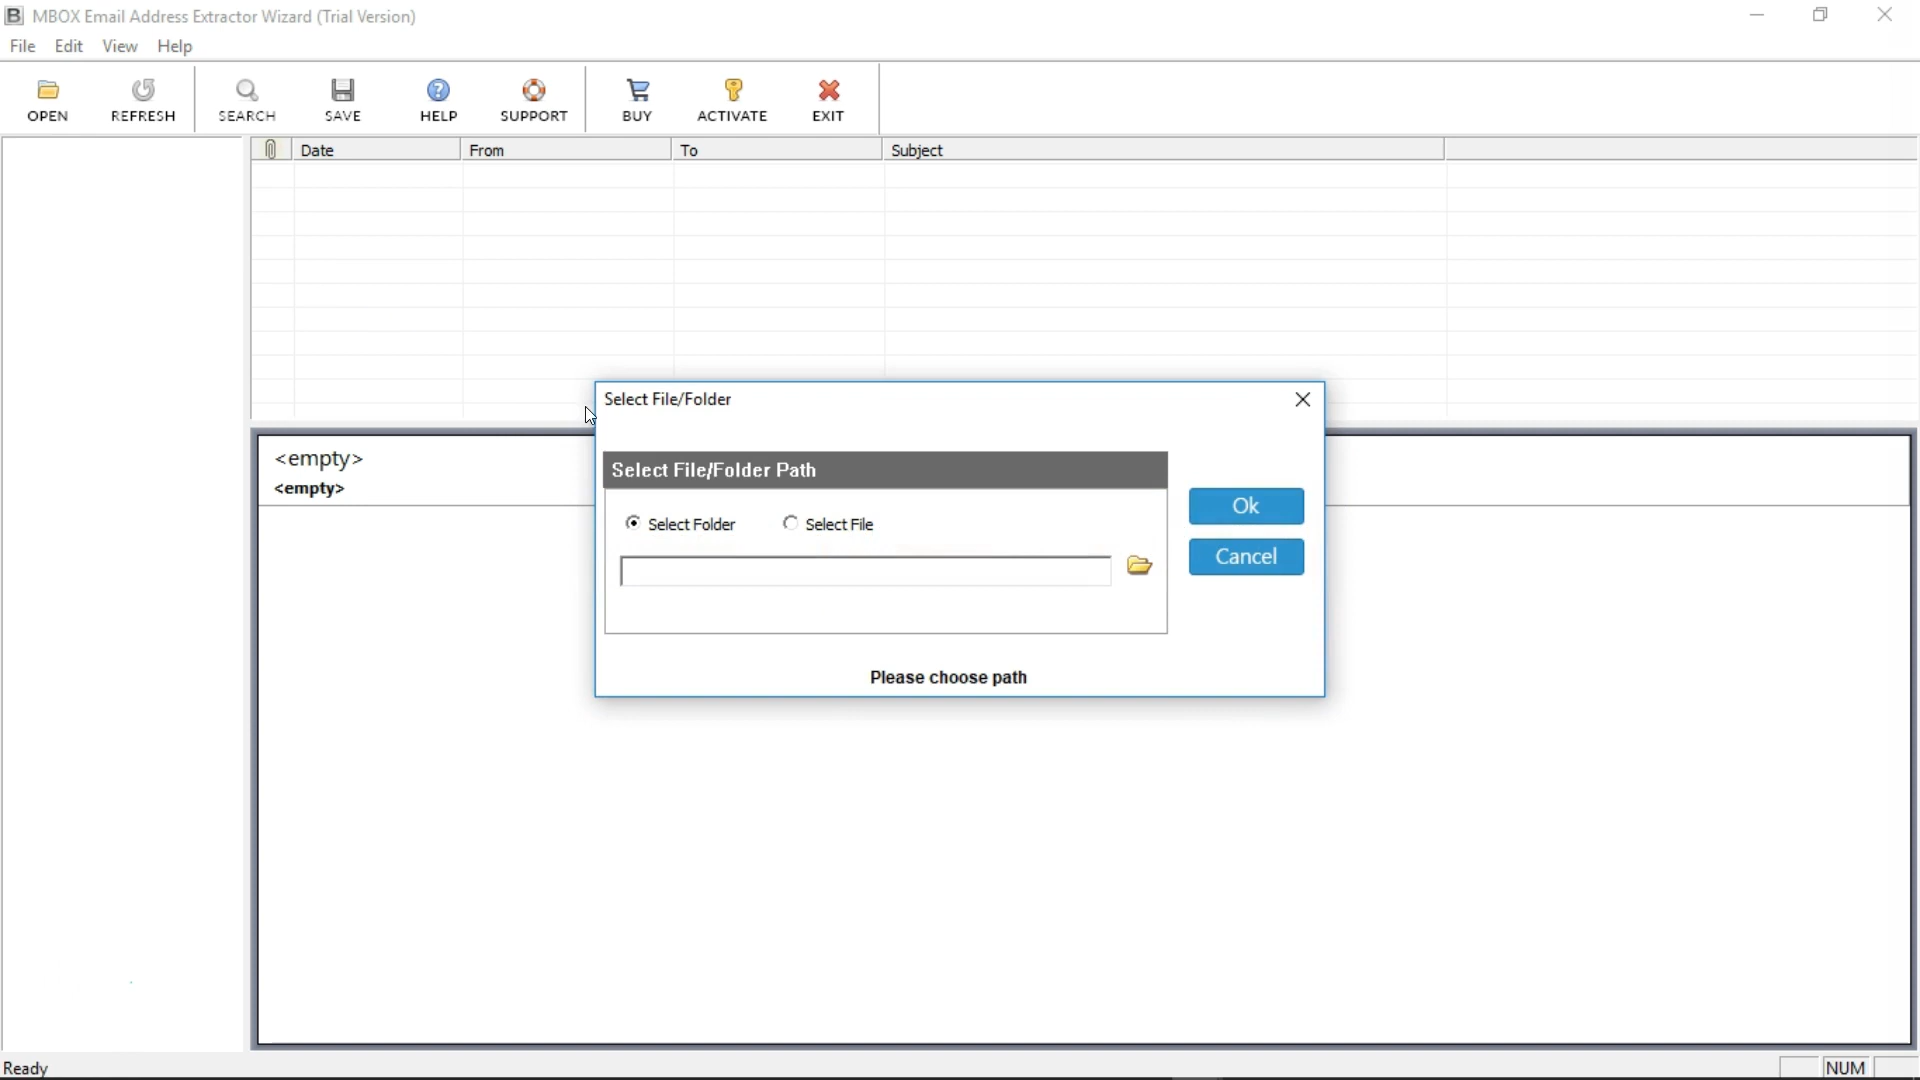 B MBOX Email Address Extractor Wizard (Trial Version)
File Edit View Help
OPEN REFRESH SEARCH SAVE HELP SUPPORT BUY ACTIVATE EXIT
Date From To Subject
Select File/Folder
<empty>
<empty>
Select File/Folder Path
Select Folder Select File
Ok
Cancel
Please choose path
Ready NUM